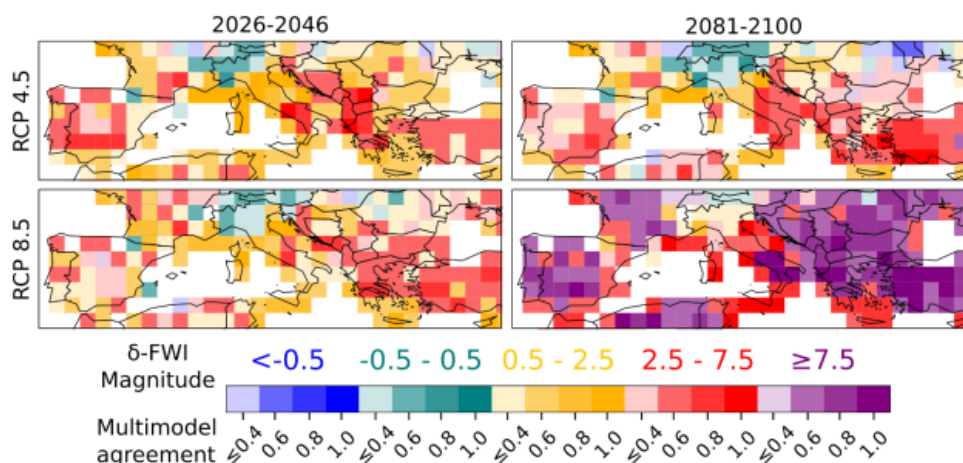 2026-2046
2081-2100
RCP 4.5
RCP 8.5
δ-FWI
Magnitude
<-0.5
-0.5 - 0.5
0.5 - 2.5
2.5 - 7.5
≥7.5
Multimodel
agreement
≤0.4 0.6 0.8 1.0 ≤0.4 0.6 0.8 1.0 ≤0.4 0.6 0.8 1.0 ≤0.4 0.6 0.8 1.0 ≤0.4 0.6 0.8 1.0